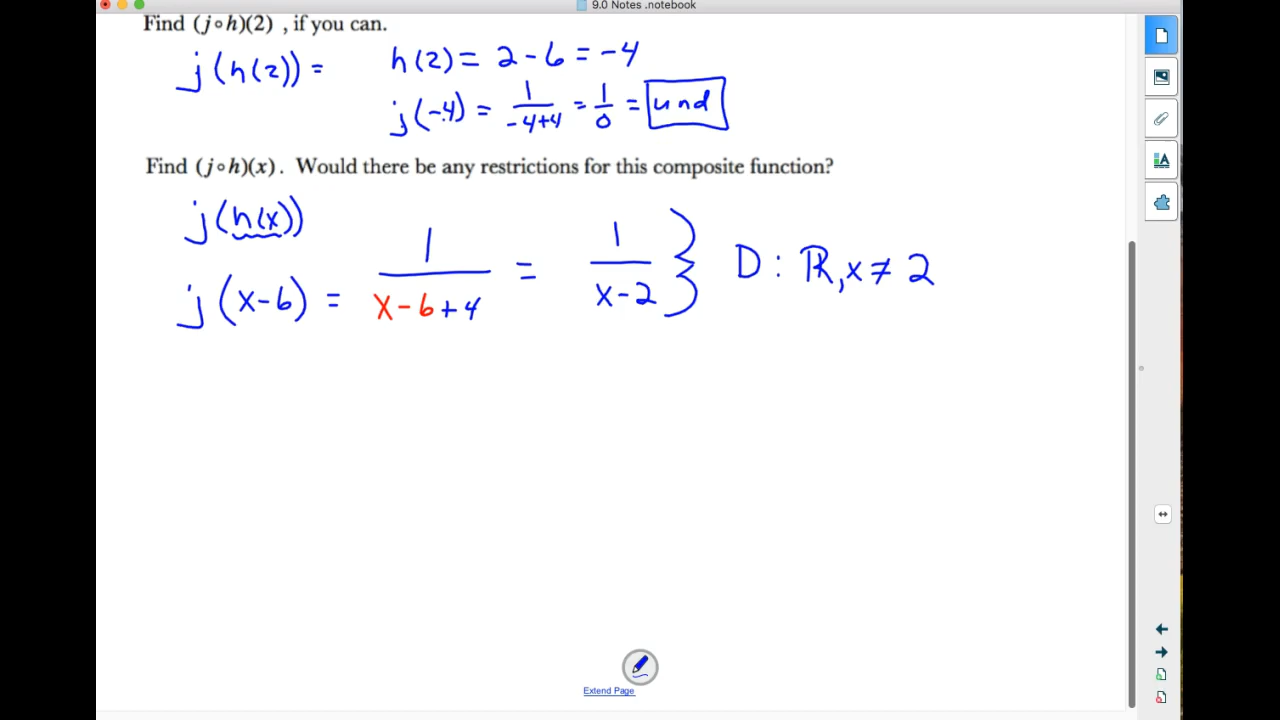 9.0 Notes .notebook
Find (j∘h)(2) , if you can.
j(h(2)) =
h(2) = 2 - 6 = -4
j(-4) = 1/(-4+4) = 1/0 = und
Find (j∘h)(x). Would there be any restrictions for this composite function?
j(h(x))
j(x-6) = 1/(x-6+4) = 1/(x-2) } D : ℝ, x ≠ 2
Extend Page